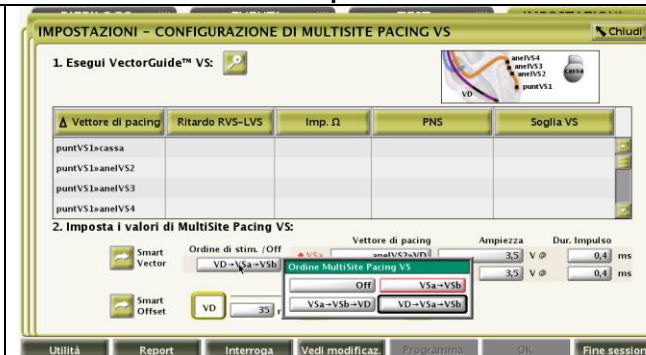 IMPOSTAZIONI - CONFIGURAZIONE DI MULTISITE PACING VS
Chiudi
1. Esegui VectorGuide™ VS:
anelVS4
anelVS3
anelVS2
puntVS1
VD
cassa
Δ Vettore di pacing Ritardo RVS-LVS Imp. Ω PNS Soglia VS
puntVS1»cassa
puntVS1»anelVS2
puntVS1»anelVS3
puntVS1»anelVS4
2. Imposta i valori di MultiSite Pacing VS:
Vettore di pacing Ampiezza Dur. Impulso
Smart Vector
Ordine di stim. /Off
VD→VSa→VSb
VSa
anelVS2»VD
3,5 V @ 0,4 ms
3,5 V @ 0,4 ms
Ordine MultiSite Pacing VS
Off VSa→VSb
VSa→VSb→VD VD→VSa→VSb
Smart Offset
VD 35
Utilità Report Interroga Vedi modificaz. Programma OK Fine session